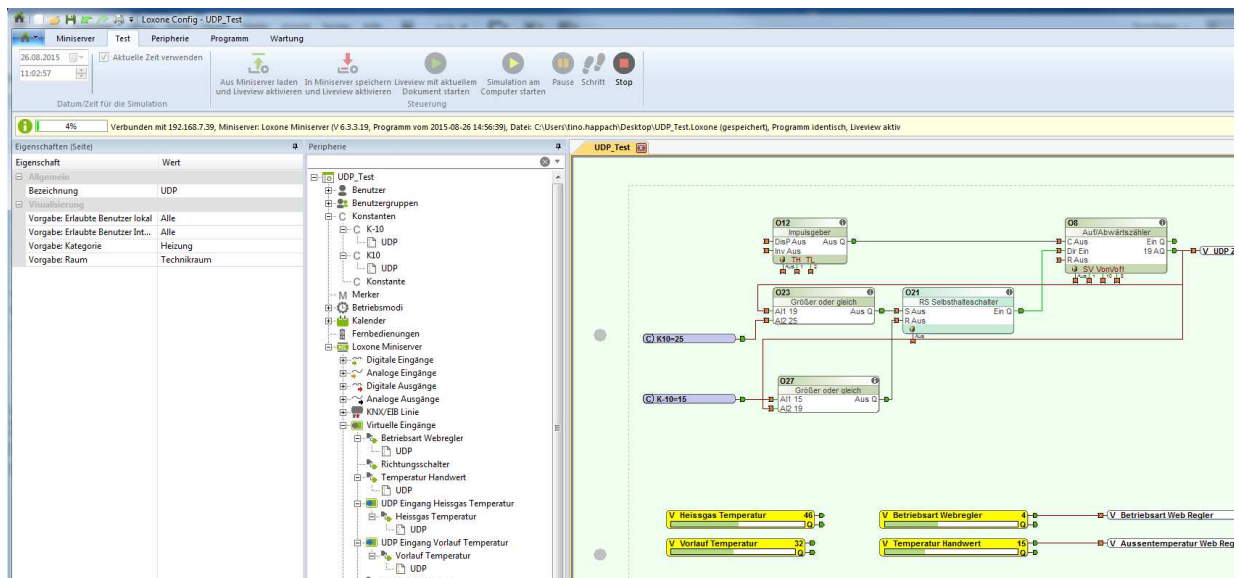 Loxone Config - UDP_Test
Miniserver Test Peripherie Programm Wartung
26.08.2015
11:02:57
Aktuelle Zeit verwenden
Datum/Zeit für die Simulation
Aus Miniserver laden und Liveview aktivieren
In Miniserver speichern und Liveview aktivieren
Liveview mit aktuellem Dokument starten
Simulation am Computer starten
Pause
Schritt
Stop
Steuerung
4% Verbunden mit 192.168.7.39, Miniserver: Loxone Miniserver (V 6.3.3.19, Programm vom 2015-08-26 14:56:39), Datei: C:\Users\tino.happach\Desktop\UDP_Test.Loxone (gespeichert), Programm identisch, Liveview aktiv
Eigenschaften (Seite)
Eigenschaft Wert
Allgemein
Bezeichnung UDP
Visualisierung
Vorgabe: Erlaubte Benutzer lokal Alle
Vorgabe: Erlaubte Benutzer Int... Alle
Vorgabe: Kategorie Heizung
Vorgabe: Raum Technikraum
Peripherie
UDP_Test
Benutzer
Benutzergruppen
C Konstanten
C K-10
UDP
C K10
UDP
C Konstante
M Merker
Betriebsmodi
Kalender
Fernbedienungen
Loxone Miniserver
Digitale Eingänge
Analoge Eingänge
Digitale Ausgänge
Analoge Ausgänge
KNX/EIB Linie
Virtuelle Eingänge
Betriebsart Webregler
UDP
Richtungsschalter
Temperatur Handwert
UDP
UDP Eingang Heissgas Temperatur
Heissgas Temperatur
UDP
UDP Eingang Vorlauf Temperatur
Vorlauf Temperatur
UDP
UDP_Test
O12
Impulsgeber
DisP Aus Aus Q
Inv Aus
TH TL
Aus 1 2
O8
Auf/Abwärtszähler
C Aus Ein Q
Dir Ein 19 AQ
R Aus
SV VonVof1
V UDP Z
O23
Größer oder gleich
AI1 19 Aus Q
AI2 25
O21
RS Selbsthalteschalter
S Aus Ein Q
R Aus
Aus
C K10=25
O27
Größer oder gleich
AI1 15 Aus Q
AI2 19
C K-10=15
V Heissgas Temperatur 46
Q
V Betriebsart Webregler 4
Q
V Betriebsart Web Regler
V Vorlauf Temperatur 32
Q
V Temperatur Handwert 15
Q
V Aussentemperatur Web Reg